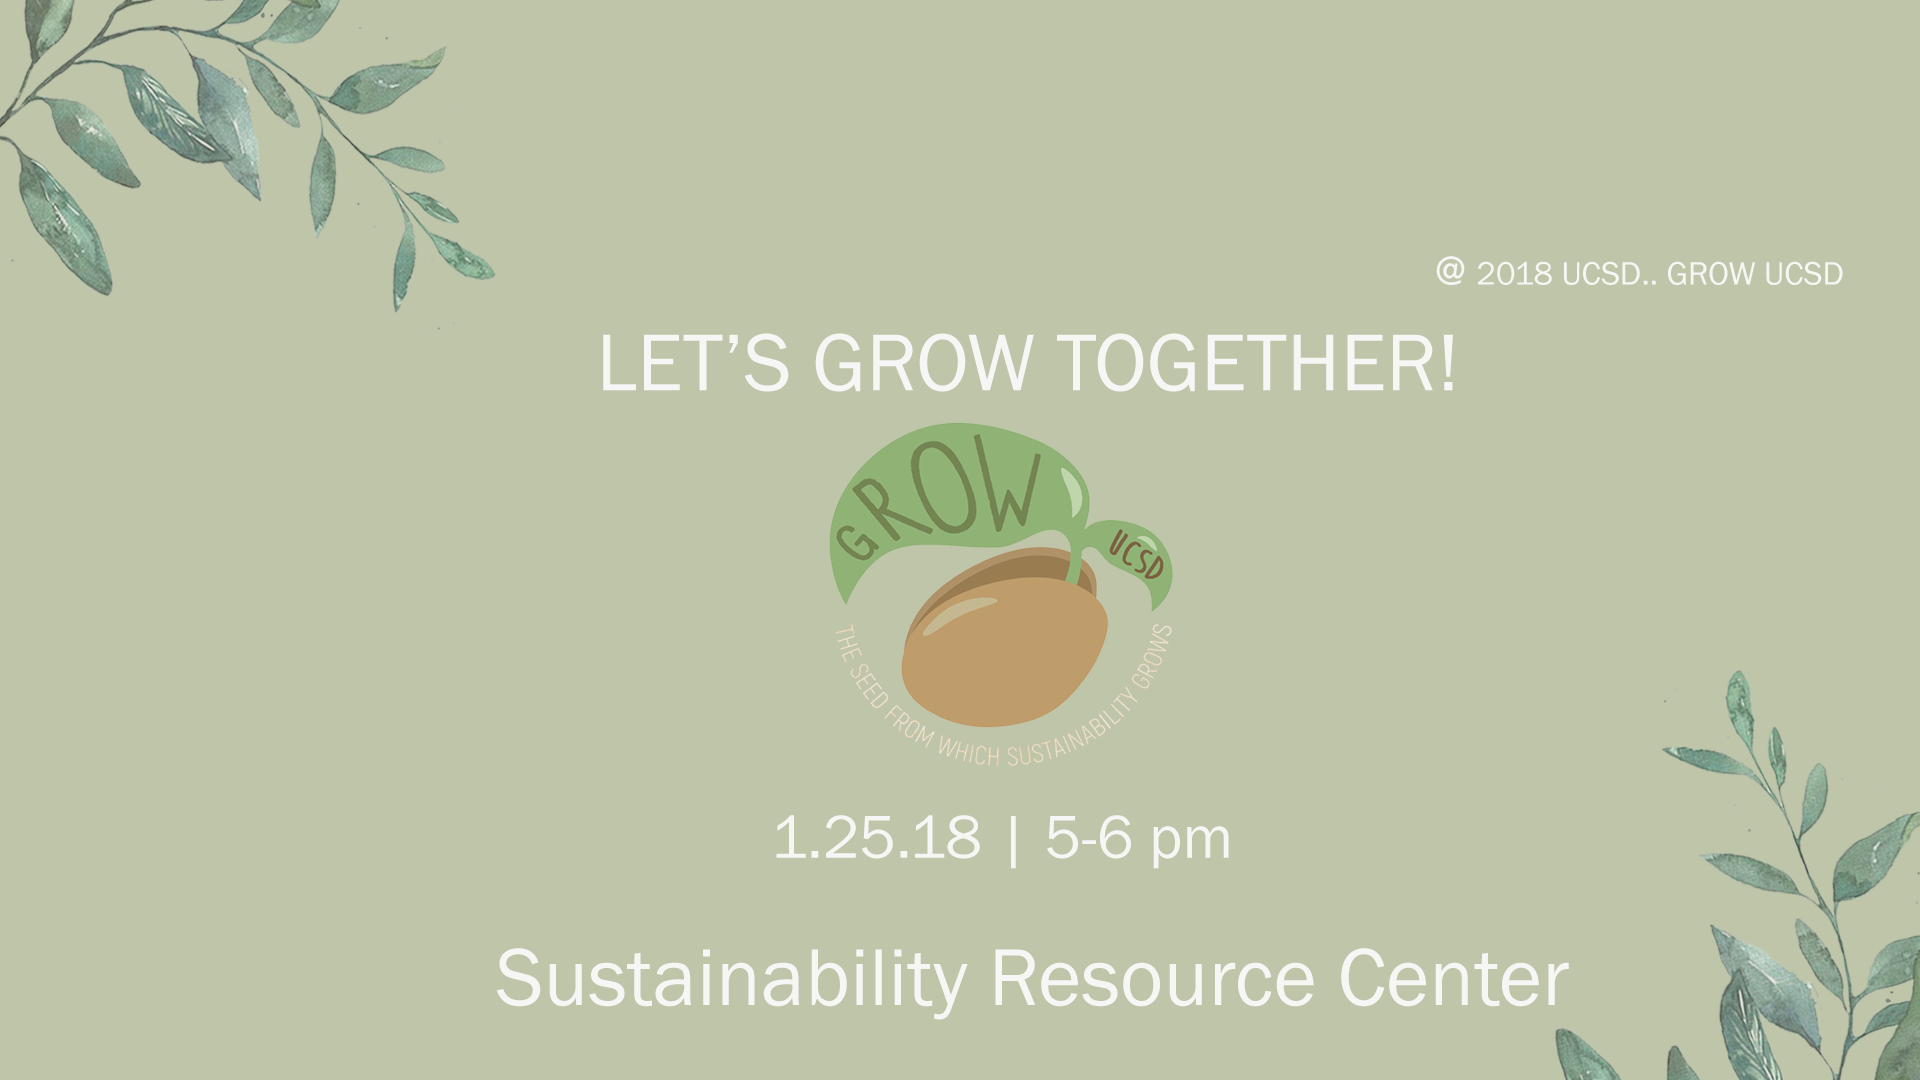 @ 2018 UCSD.. GROW UCSD
LET’S GROW TOGETHER!
GROW
UCSD
THE SEED FROM WHICH SUSTAINABILITY GROWS
1.25.18 | 5-6 pm
Sustainability Resource Center